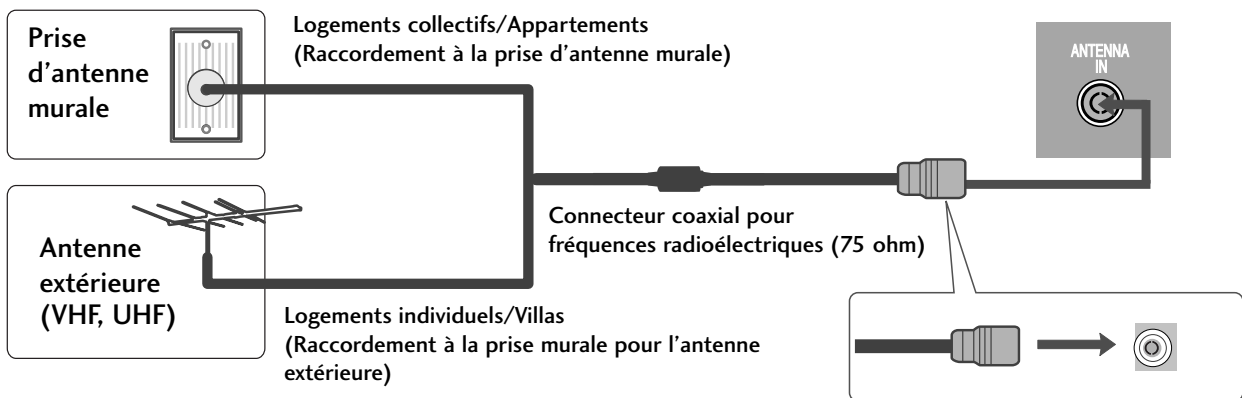 Prise
d’antenne
murale
Logements collectifs/Appartements
(Raccordement à la prise d’antenne murale)
ANTENNA
IN
Antenne
extérieure
(VHF, UHF)
Connecteur coaxial pour
fréquences radioélectriques (75 ohm)
Logements individuels/Villas
(Raccordement à la prise murale pour l’antenne
extérieure)